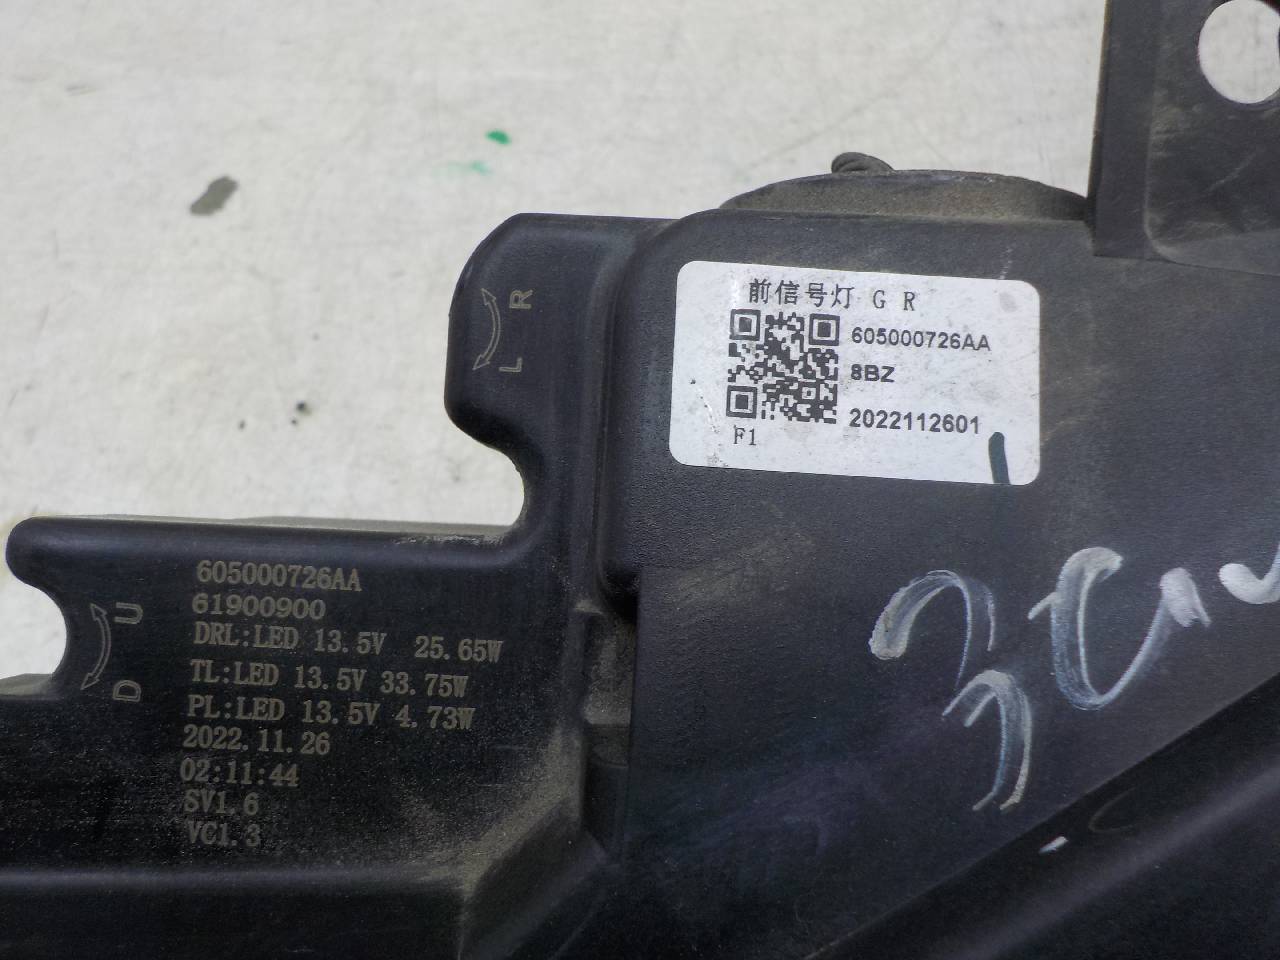 前信号灯 G R
605000726AA
8BZ
2022112601
F1
R
L
U
D
605000726AA
61900900
DRL:LED 13.5V 25.65W
TL:LED 13.5V 33.75W
PL:LED 13.5V 4.73W
2022.11.26
02:11:44
SV1.6
VC1.3